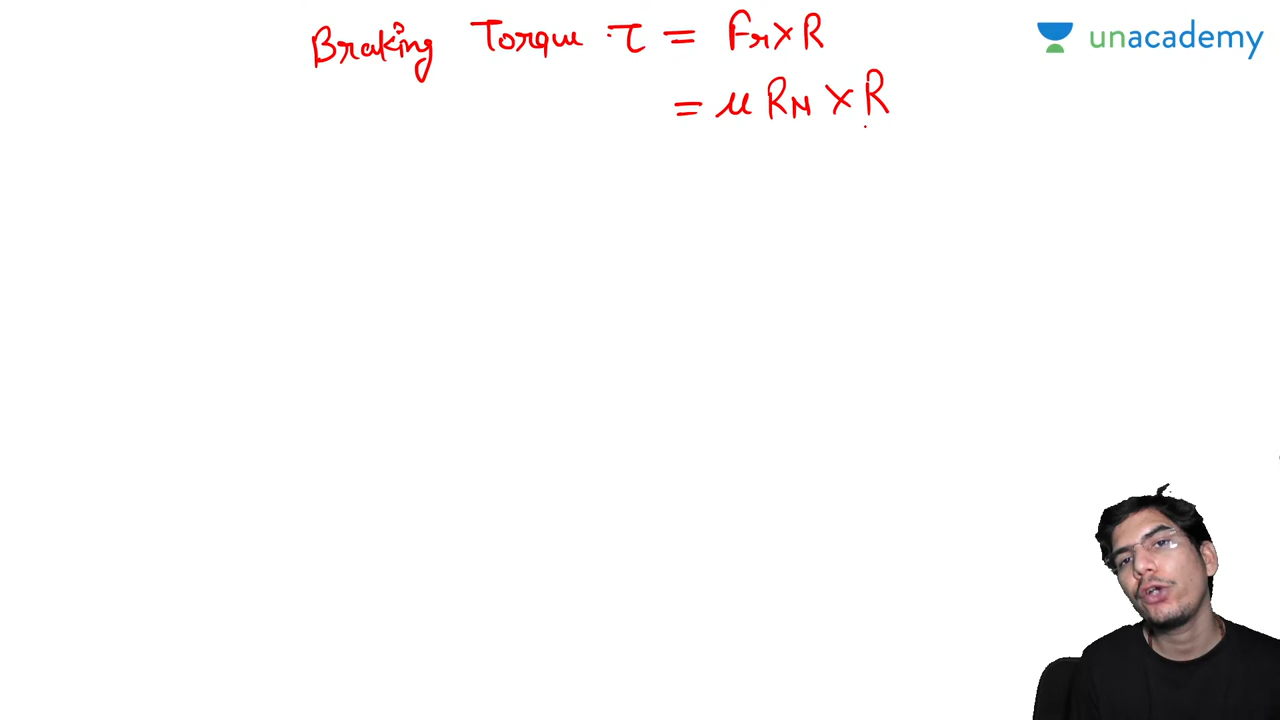 Braking Torque τ = Fr×R
= μ RN × R
unacademy